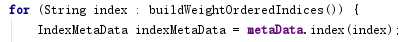 for (String index : buildWeightOrderedIndices()) {
    IndexMetaData indexMetaData = metaData.index(index);